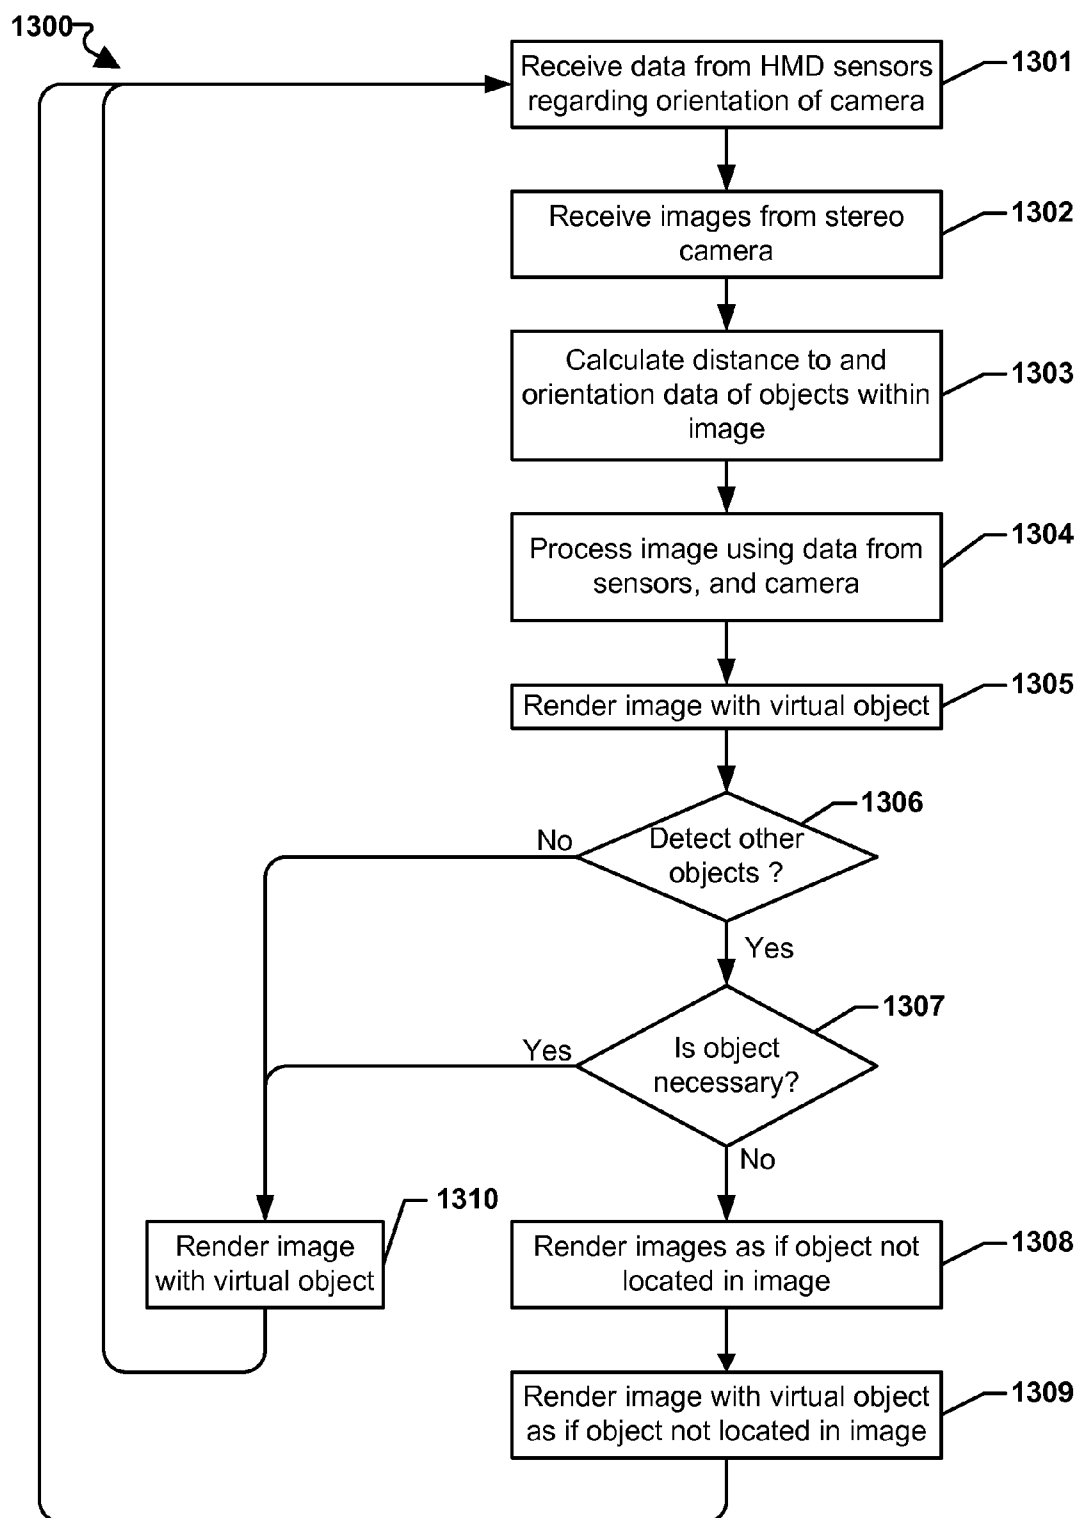 1300
Receive data from HMD sensors
regarding orientation of camera
1301
Receive images from stereo
camera
1302
Calculate distance to and
orientation data of objects within
image
1303
Process image using data from
sensors, and camera
1304
Render image with virtual object
1305
Detect other
objects ?
1306
No
Yes
Is object
necessary?
1307
Yes
No
Render image
with virtual object
1310
Render images as if object not
located in image
1308
Render image with virtual object
as if object not located in image
1309